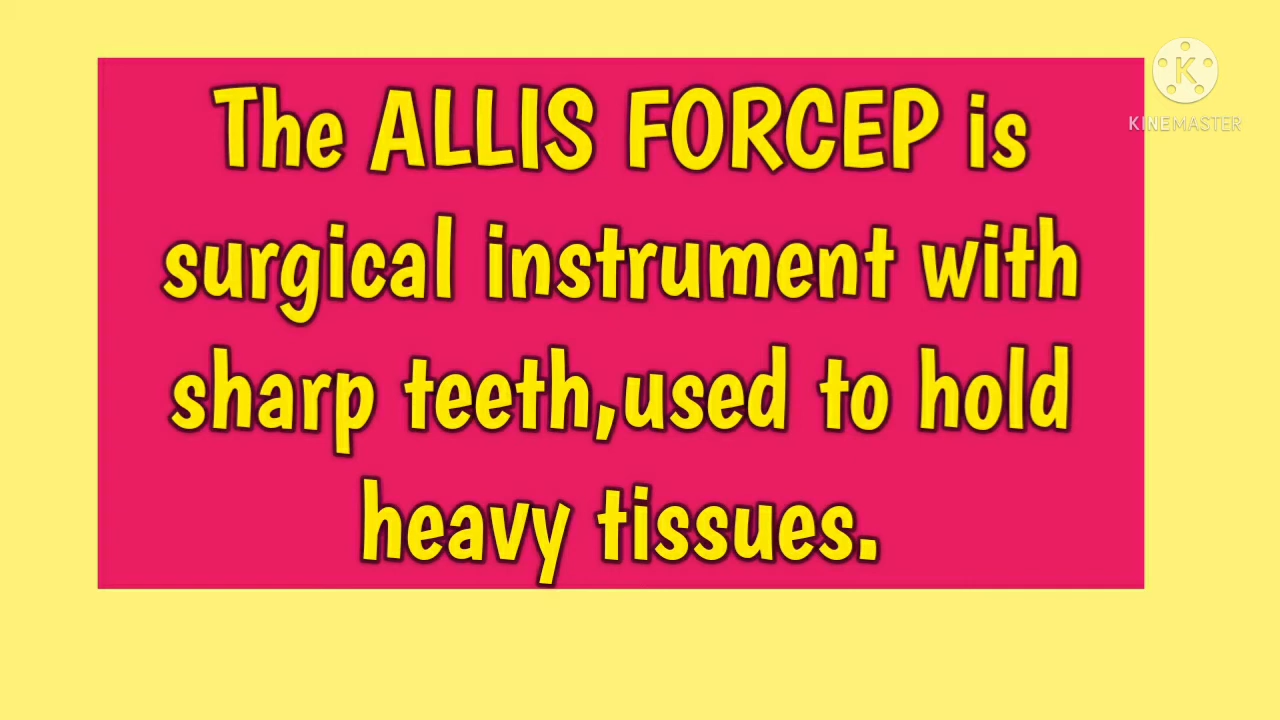 The ALLIS FORCEP is
surgical instrument with
sharp teeth,used to hold
heavy tissues.
K
KINEMASTER